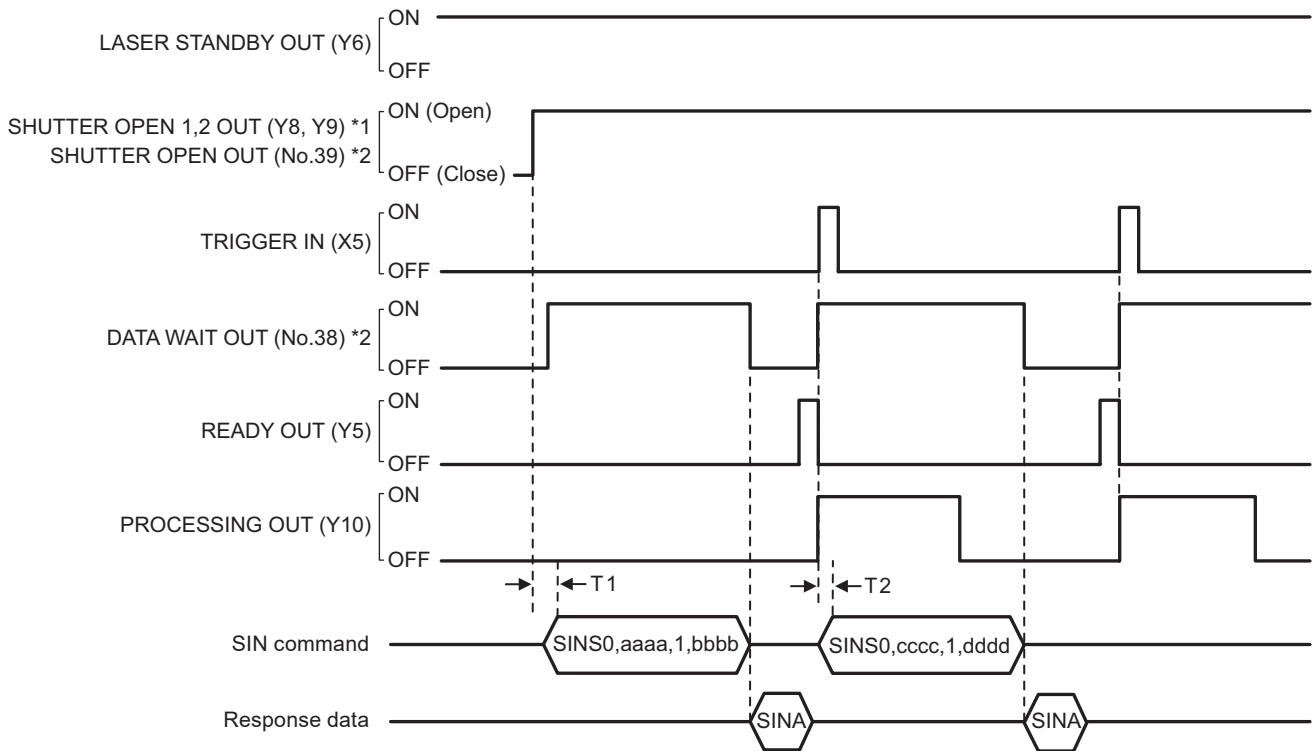 ON
LASER STANDBY OUT (Y6)
OFF
ON (Open)
SHUTTER OPEN 1,2 OUT (Y8, Y9) *1
SHUTTER OPEN OUT (No.39) *2
OFF (Close)
ON
TRIGGER IN (X5)
OFF
ON
DATA WAIT OUT (No.38) *2
OFF
ON
READY OUT (Y5)
OFF
ON
PROCESSING OUT (Y10)
OFF
T1
T2
SIN command
SINS0,aaaa,1,bbbb
SINS0,cccc,1,dddd
Response data
SINA
SINA